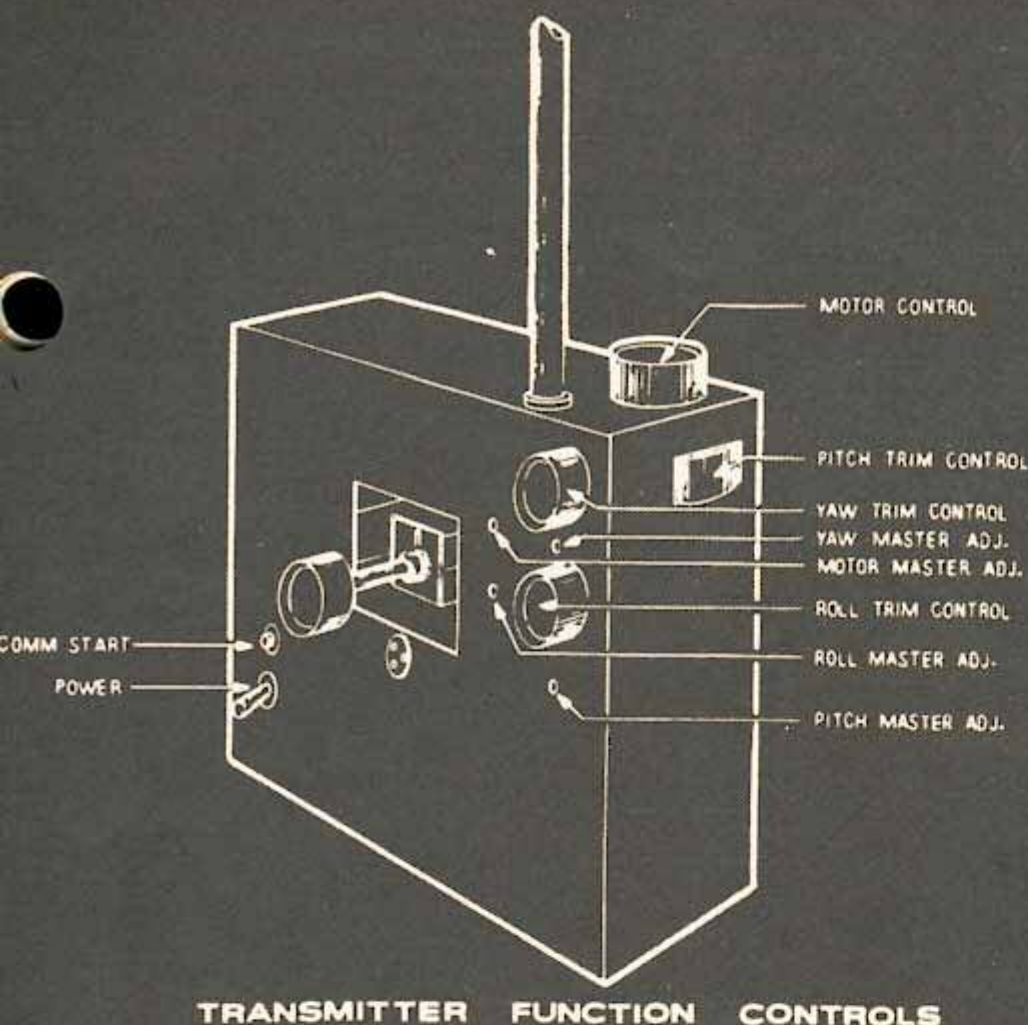 MOTOR CONTROL
PITCH TRIM CONTROL
YAW TRIM CONTROL
YAW MASTER ADJ.
MOTOR MASTER ADJ.
ROLL TRIM CONTROL
ROLL MASTER ADJ.
PITCH MASTER ADJ.
COMM START
POWER
TRANSMITTER FUNCTION CONTROLS